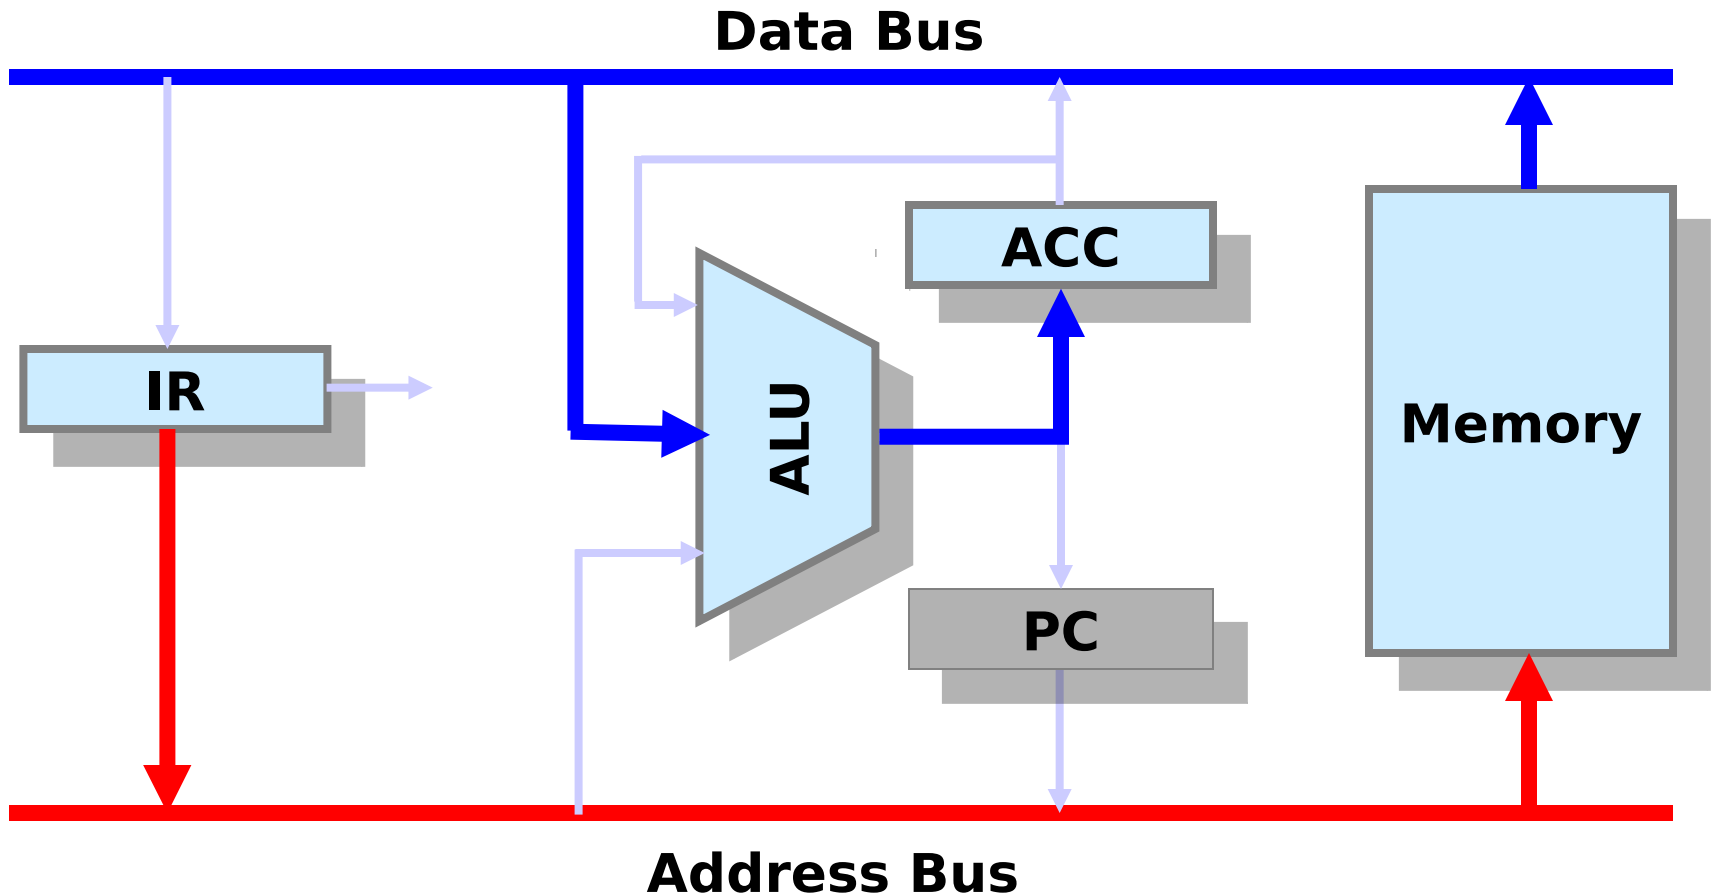 Data Bus
ACC
IR
ALU
Memory
PC
Address Bus